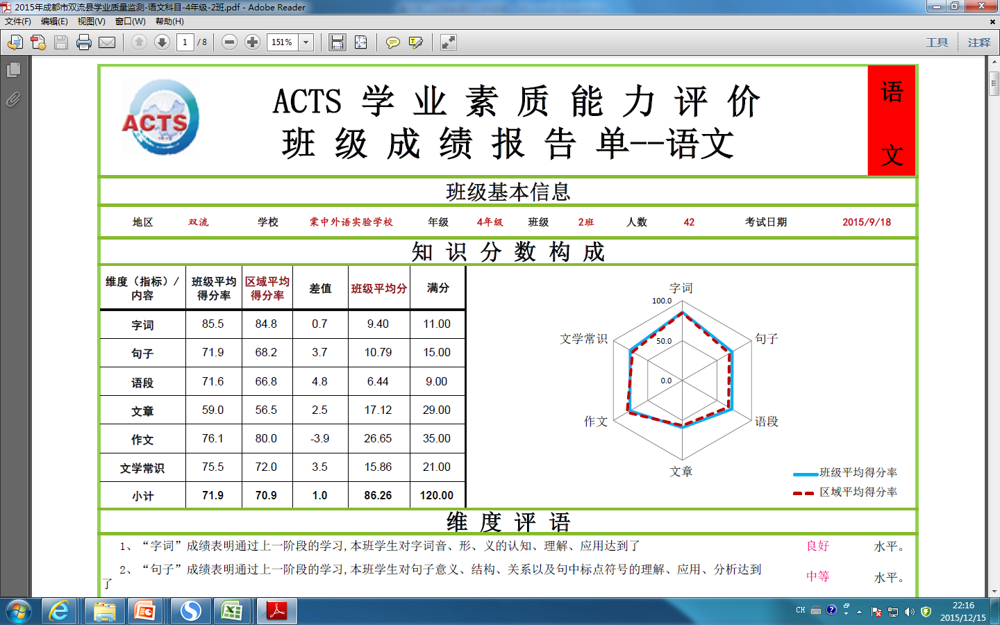 2015年成都市双流县学业质量监测-语文科目-4年级-2班.pdf - Adobe Reader
文件(F) 编辑(E) 视图(V) 窗口(W) 帮助(H)
1 / 8 151% 工具 注释
ACTS 学 业 素 质 能 力 评 价
班 级 成 绩 报 告 单--语文
语
文
ACTS
班级基本信息
地区 双流 学校 棠中外语实验学校 年级 4年级 班级 2班 人数 42 考试日期 2015/9/18
知 识 分 数 构 成
维度（指标）/内容 班级平均得分率 区域平均得分率 差值 班级平均分 满分
字词 85.5 84.8 0.7 9.40 11.00
句子 71.9 68.2 3.7 10.79 15.00
语段 71.6 66.8 4.8 6.44 9.00
文章 59.0 56.5 2.5 17.12 29.00
作文 76.1 80.0 -3.9 26.65 35.00
文学常识 75.5 72.0 3.5 15.86 21.00
小计 71.9 70.9 1.0 86.26 120.00
字词
100.0
文学常识 50.0 句子
0.0
作文 语段
文章
班级平均得分率
区域平均得分率
维 度 评 语
1、“字词”成绩表明通过上一阶段的学习,本班学生对字词音、形、义的认知、理解、应用达到了 良好 水平。
2、“句子”成绩表明通过上一阶段的学习,本班学生对句子意义、结构、关系以及句中标点符号的理解、应用、分析达到
了 中等 水平。
CH 22:16
2015/12/15